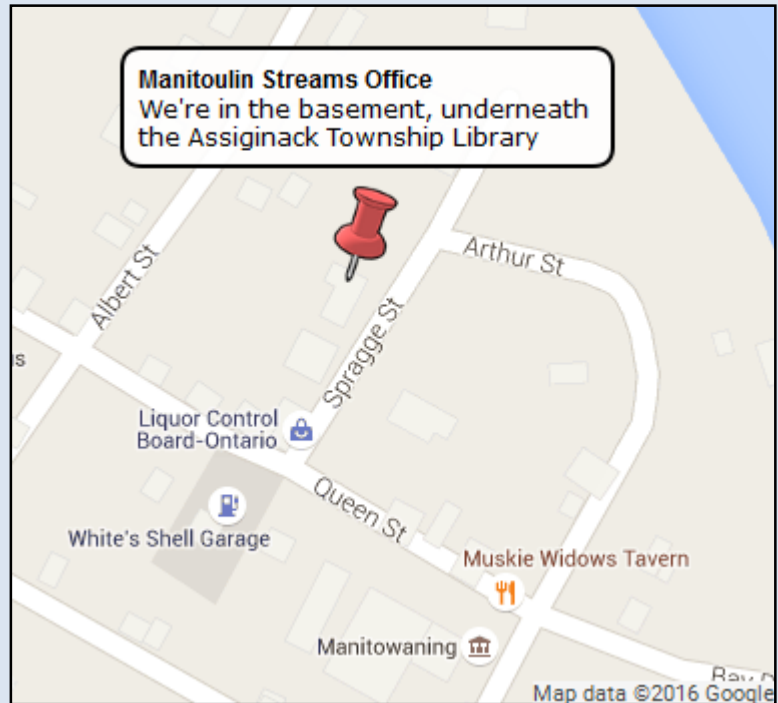 Manitoulin Streams Office
We're in the basement, underneath
the Assiginack Township Library
Arthur St
Albert St
Spragge St
s
Liquor Control
Board-Ontario
Queen St
White's Shell Garage
Muskie Widows Tavern
Manitowaning
Bay
Map data ©2016 Google